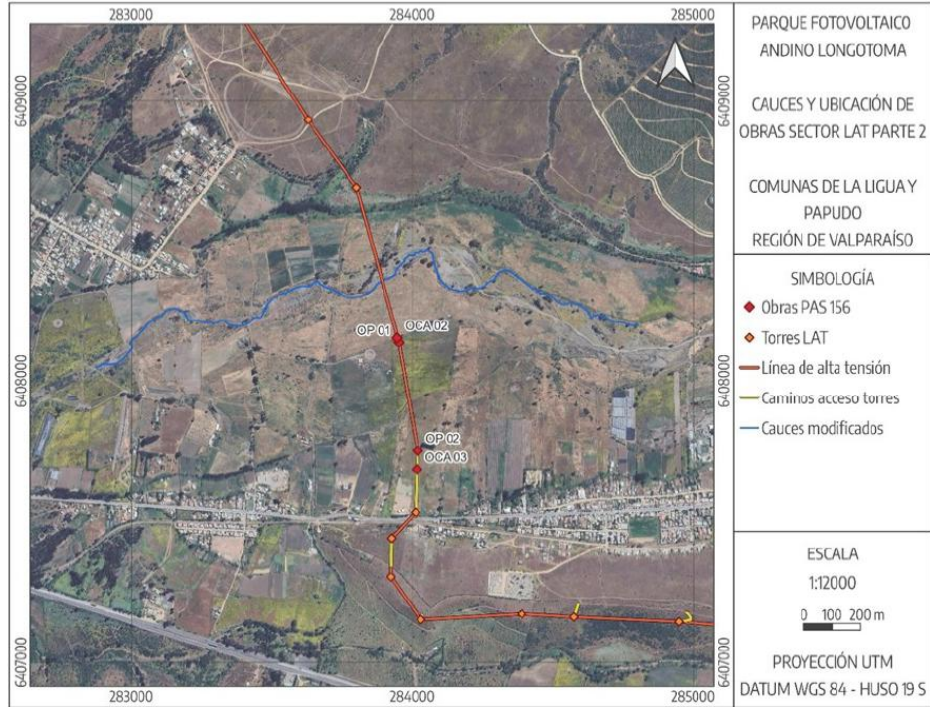 283000
284000
285000
6409000
6409000
6408000
6408000
6407000
6407000
OP 01
OCA 02
OP 02
OCA 03
283000
284000
285000
PARQUE FOTOVOLTAICO
ANDINO LONGOTOMA
CAUCES Y UBICACIÓN DE
OBRAS SECTOR LAT PARTE 2
COMUNAS DE LA LIGUA Y
PAPUDO
REGIÓN DE VALPARAÍSO
SIMBOLOGÍA
Obras PAS 156
Torres LAT
Línea de alta tensión
Caminos acceso torres
Cauces modificados
ESCALA
1:12000
0 100 200 m
PROYECCIÓN UTM
DATUM WGS 84 - HUSO 19 S